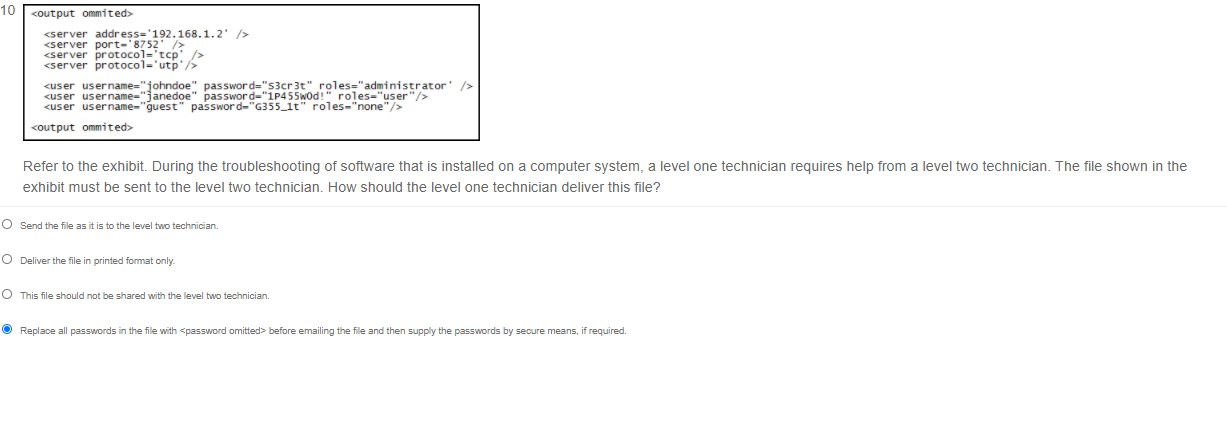 10
<output ommited>
<server address='192.168.1.2' />
<server port='8752' />
<server protocol='tcp' />
<server protocol='utp'/>
<user username="johndoe" password="S3cr3t" roles="administrator' />
<user username="janedoe" password="1P455w0d!" roles="user"/>
<user username="guest" password="G355_1t" roles="none"/>
<output ommited>
Refer to the exhibit. During the troubleshooting of software that is installed on a computer system, a level one technician requires help from a level two technician. The file shown in the
exhibit must be sent to the level two technician. How should the level one technician deliver this file?
Send the file as it is to the level two technician.
Deliver the file in printed format only.
This file should not be shared with the level two technician.
Replace all passwords in the file with <password omitted> before emailing the file and then supply the passwords by secure means, if required.